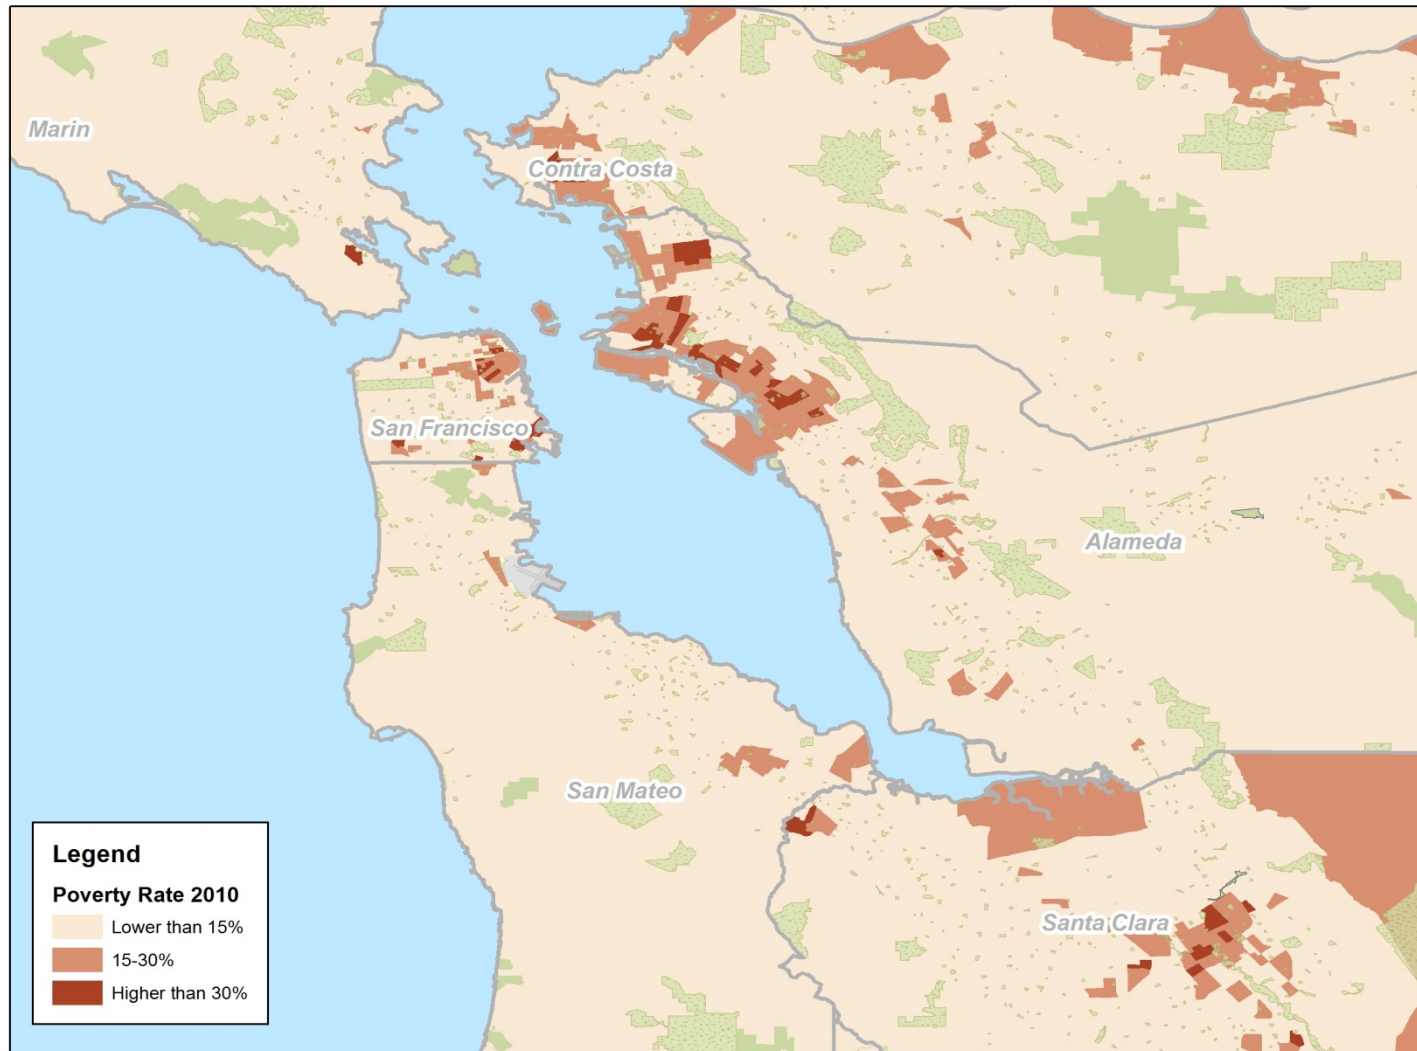 Marin
Contra Costa
San Francisco
Alameda
San Mateo
Santa Clara
Legend
Poverty Rate 2010
Lower than 15%
15-30%
Higher than 30%